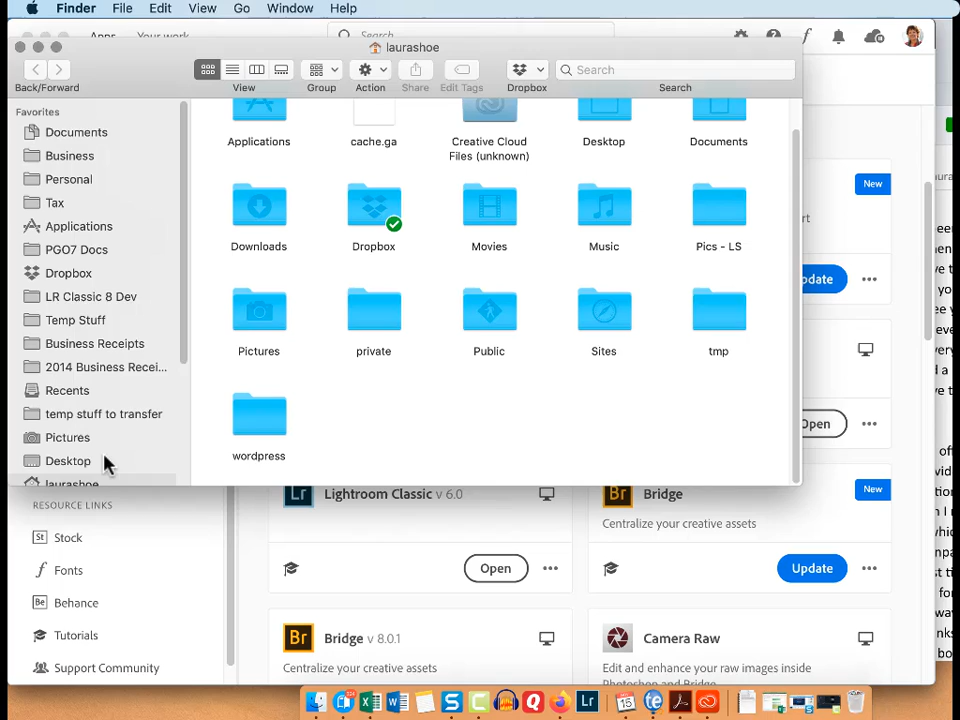 Finder File Edit View Go Window Help
Apps Your work Search
laurashoe
Search
Back/Forward View Group Action Share Edit Tags Dropbox Search
Favorites
Documents
Business
Personal
Tax
Applications
PGO7 Docs
Dropbox
LR Classic 8 Dev
Temp Stuff
Business Receipts
2014 Business Recei...
Recents
temp stuff to transfer
Pictures
Desktop
laurashoe
Applications cache.ga Creative Cloud Desktop Documents
Files (unknown)
Downloads Dropbox Movies Music Pics - LS
Pictures private Public Sites tmp
wordpress
New
Update
Open
RESOURCE LINKS
St Stock
Fonts
Be Behance
Tutorials
Support Community
Lr Lightroom Classic v 6.0
Open
Br Bridge New
Centralize your creative assets
Update
Br Bridge v 8.0.1
Centralize your creative assets
Camera Raw
Edit and enhance your raw images inside
Photoshop and Bridge